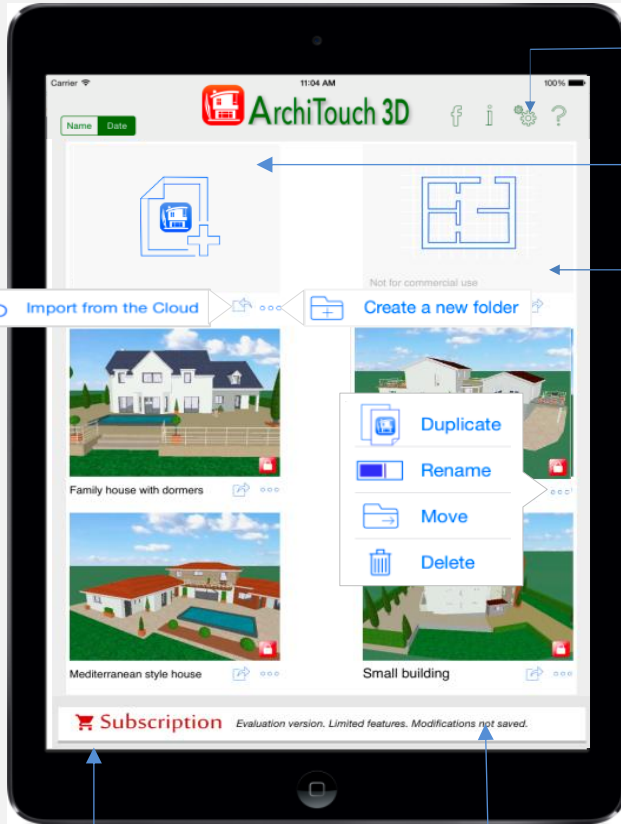 Carrier
11:04 AM
100%
ArchiTouch 3D
Name
Date
Not for commercial use
Import from the Cloud
Create a new folder
Duplicate
Rename
Move
Delete
Family house with dormers
Mediterranean style house
Small building
Subscription
Evaluation version. Limited features. Modifications not saved.